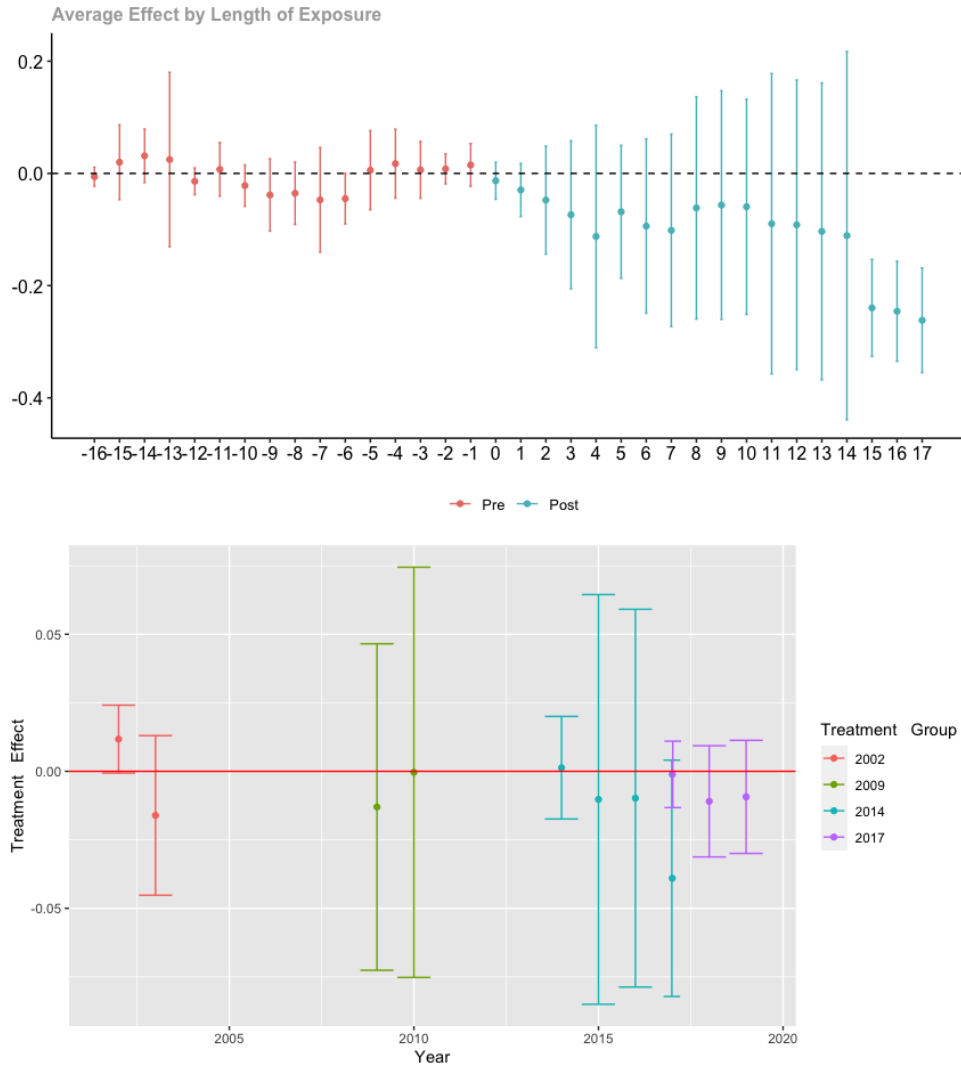 Average Effect by Length of Exposure
0.2
0.0
-0.2
-0.4
-16 -15 -14 -13 -12 -11 -10 -9 -8 -7 -6 -5 -4 -3 -2 -1 0 1 2 3 4 5 6 7 8 9 10 11 12 13 14 15 16 17
Pre Post
0.05
0.00
-0.05
Treatment Effect
2005 2010 2015 2020
Year
Treatment Group
2002
2009
2014
2017